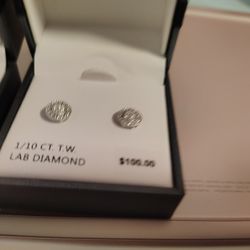 1/10 CT. T.W.
LAB DIAMOND $100.00